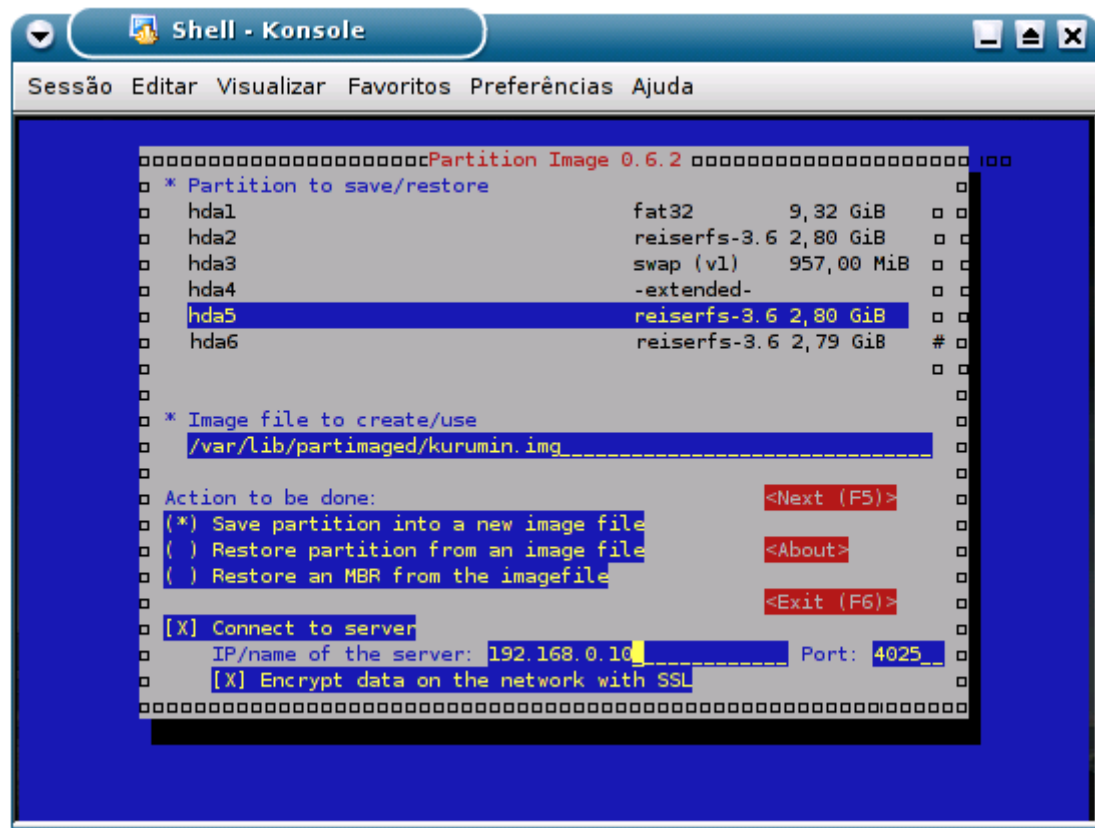 Shell - Konsole
Sessão Editar Visualizar Favoritos Preferências Ajuda
Partition Image 0.6.2
* Partition to save/restore
hda1 fat32 9,32 GiB
hda2 reiserfs-3.6 2,80 GiB
hda3 swap (v1) 957,00 MiB
hda4 -extended-
hda5 reiserfs-3.6 2,80 GiB
hda6 reiserfs-3.6 2,79 GiB #
* Image file to create/use
/var/lib/partimaged/kurumin.img_______________________________
Action to be done: <Next (F5)>
(*) Save partition into a new image file
( ) Restore partition from an image file <About>
( ) Restore an MBR from the imagefile
<Exit (F6)>
[X] Connect to server
IP/name of the server: 192.168.0.10_____________ Port: 4025__
[X] Encrypt data on the network with SSL